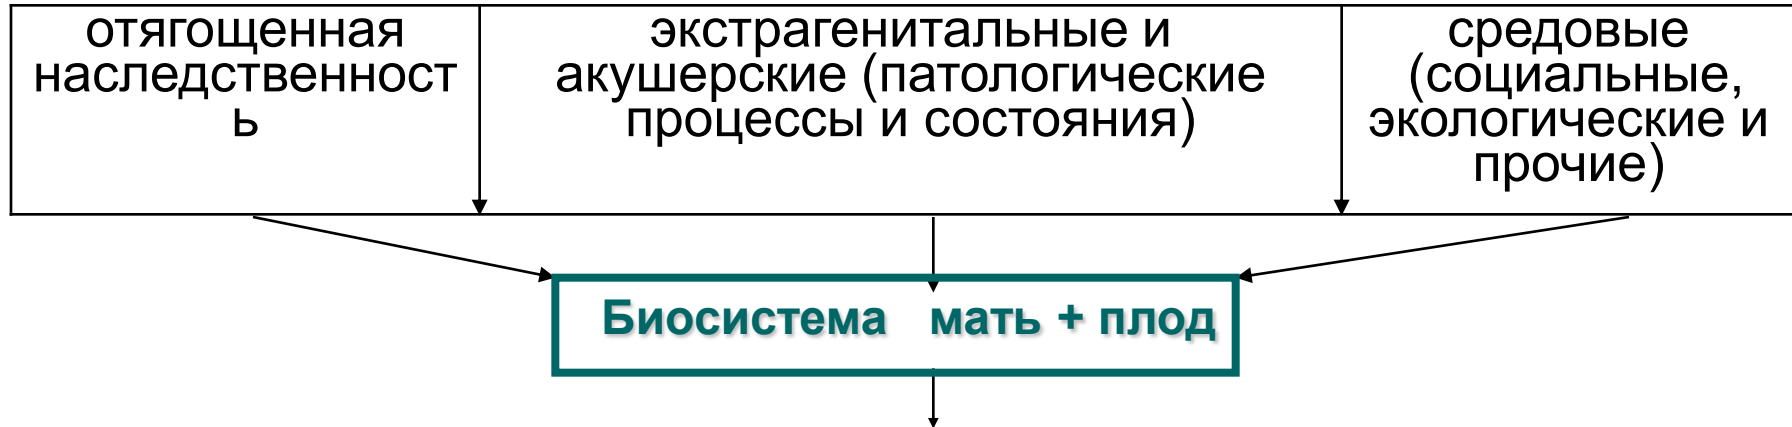 отягощенная
наследственност
ь
экстрагенитальные и
акушерские (патологические
процессы и состояния)
средовые
(социальные,
экологические и
прочие)
Биосистема мать + плод